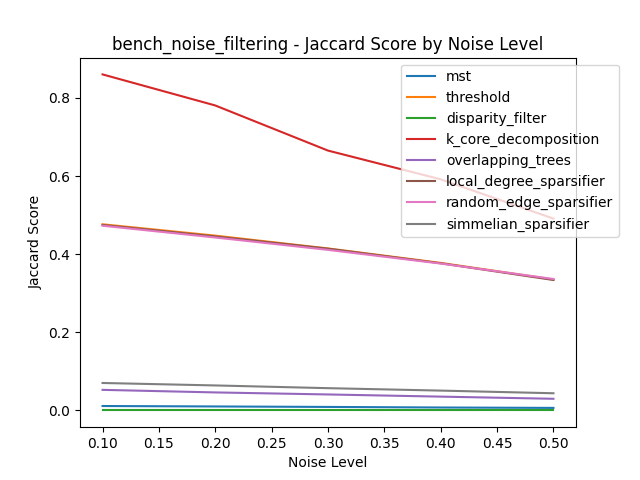 bench_noise_filtering - Jaccard Score by Noise Level
mst
threshold
disparity_filter
k_core_decomposition
overlapping_trees
local_degree_sparsifier
random_edge_sparsifier
simmelian_sparsifier
Jaccard Score
0.8
0.6
0.4
0.2
0.0
0.10 0.15 0.20 0.25 0.30 0.35 0.40 0.45 0.50
Noise Level